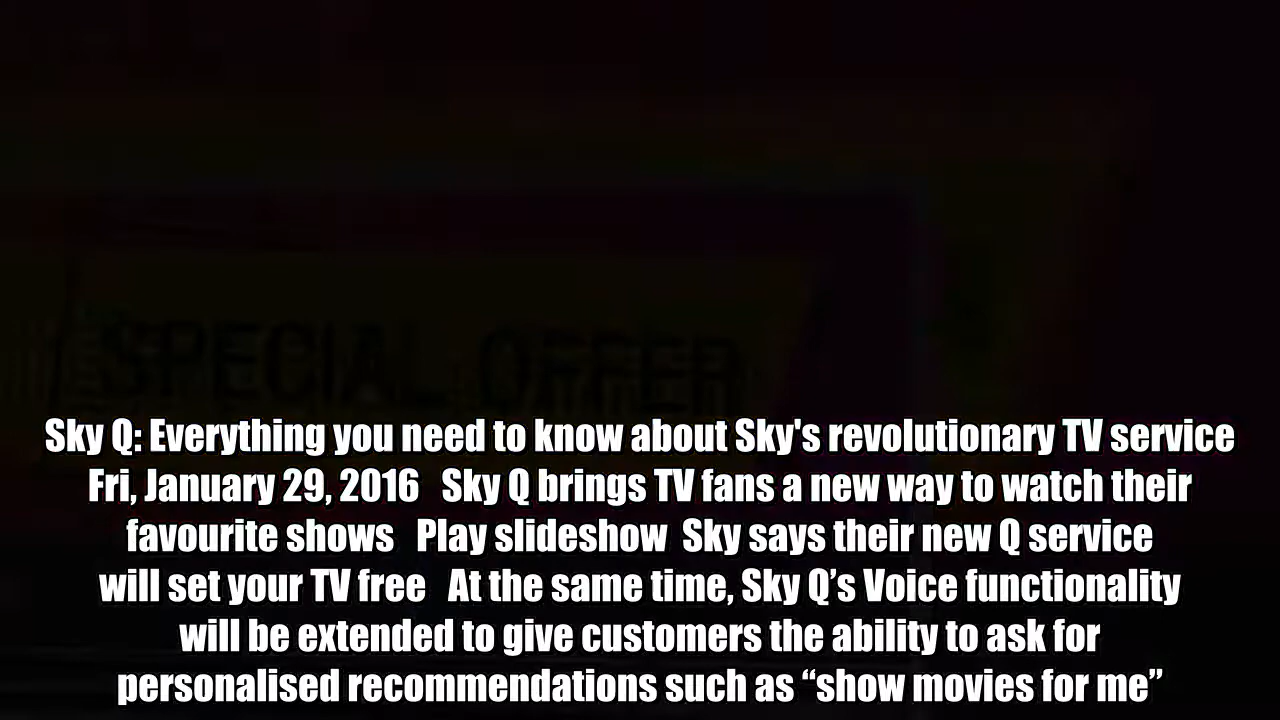 SPECIAL OFFER
Sky Q: Everything you need to know about Sky's revolutionary TV service
Fri, January 29, 2016   Sky Q brings TV fans a new way to watch their
favourite shows   Play slideshow  Sky says their new Q service
will set your TV free   At the same time, Sky Q’s Voice functionality
will be extended to give customers the ability to ask for
personalised recommendations such as “show movies for me”